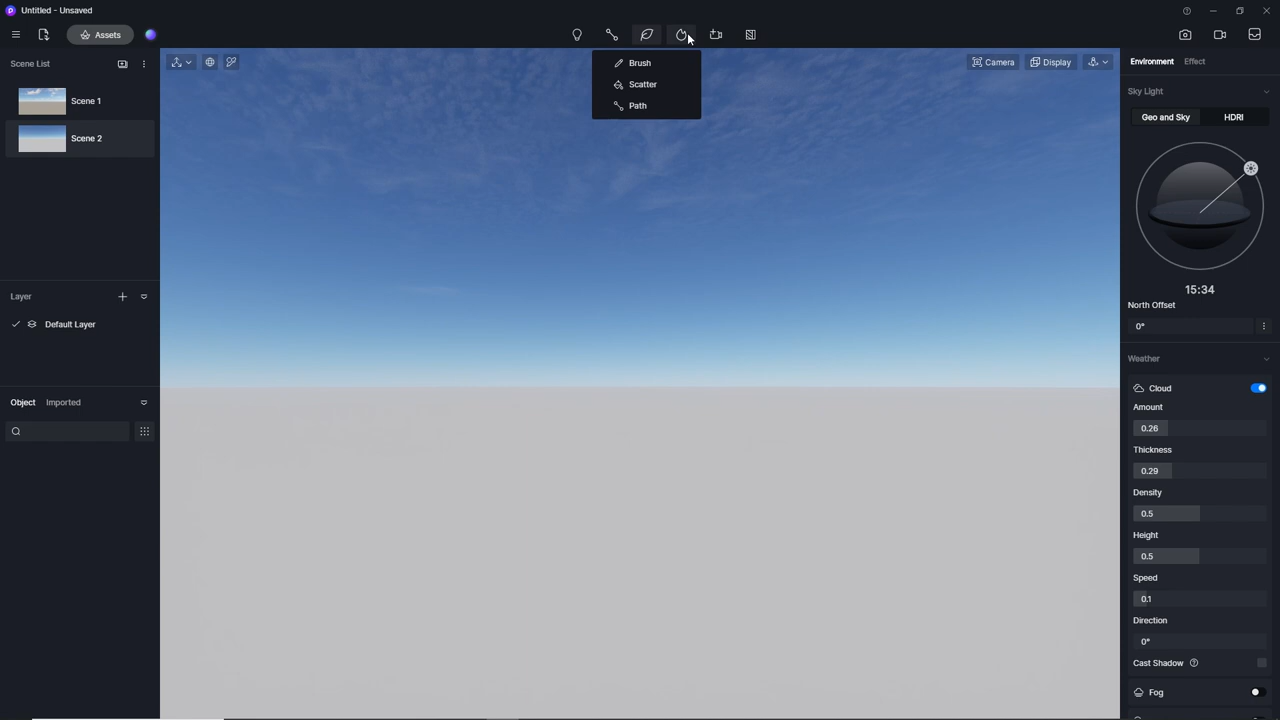 Untitled - Unsaved
Assets
Scene List
Scene 1
Scene 2
Layer
Default Layer
Object Imported
Brush
Scatter
Path
Camera
Display
Environment Effect
Sky Light
Geo and Sky HDRI
15:34
North Offset
0°
Weather
Cloud
Amount
0.26
Thickness
0.29
Density
0.5
Height
0.5
Speed
0.1
Direction
0°
Cast Shadow
Fog